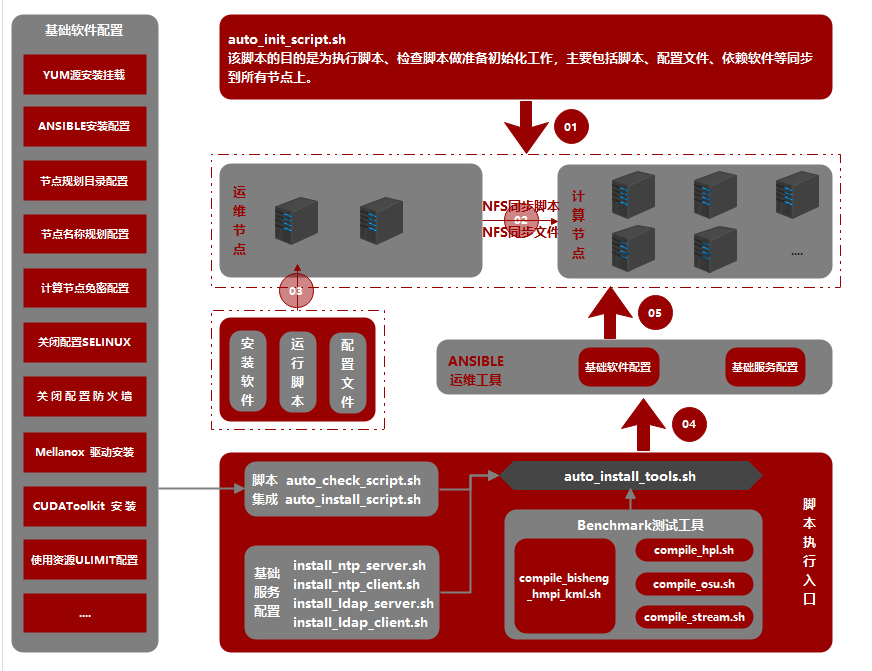 基础软件配置
YUM源安装挂载
ANSIBLE安装配置
节点规划目录配置
节点名称规划配置
计算节点免密配置
关闭配置SELINUX
关闭配置防火墙
Mellanox 驱动安装
CUDAToolkit 安装
使用资源ULIMIT配置
....
auto_init_script.sh
该脚本的目的是为执行脚本、检查脚本做准备初始化工作，主要包括脚本、配置文件、依赖软件等同步
到所有节点上。
01
运维节点
NFS同步脚本
02
NFS同步文件
计算节点
....
03
安装软件
运行脚本
配置文件
05
ANSIBLE
运维工具
基础软件配置
基础服务配置
04
脚本 auto_check_script.sh
集成 auto_install_script.sh
基础服务配置
install_ntp_server.sh
install_ntp_client.sh
install_ldap_server.sh
install_ldap_client.sh
auto_install_tools.sh
Benchmark测试工具
compile_bisheng
_hmpi_kml.sh
compile_hpl.sh
compile_osu.sh
compile_stream.sh
脚本执行入口